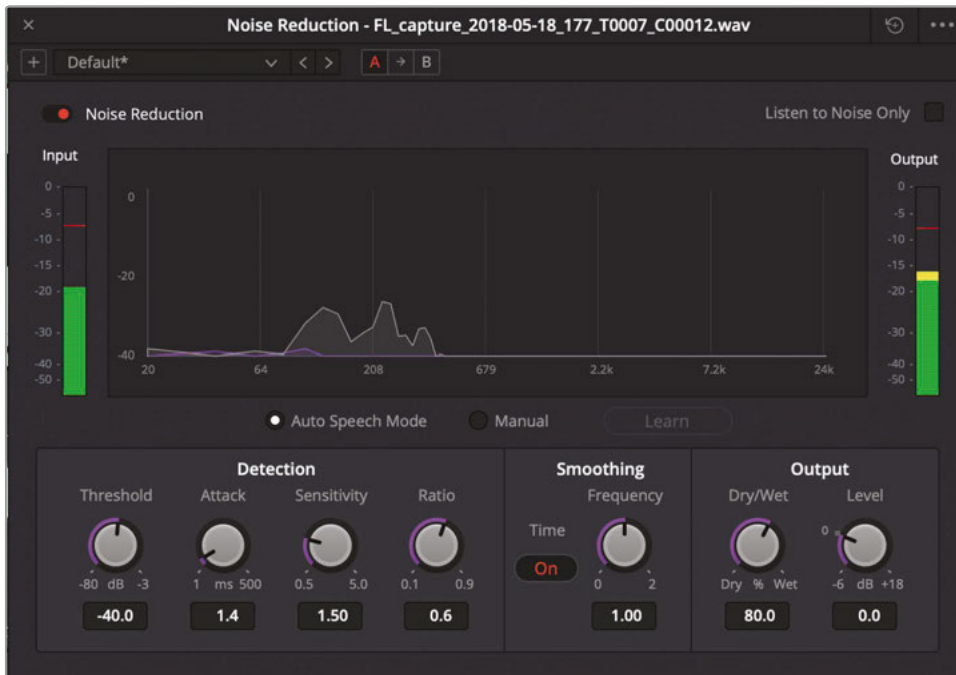 × Noise Reduction - FL_capture_2018-05-18_177_T0007_C00012.wav •••
+ Default* < > A → B
Noise Reduction Listen to Noise Only
Input Output
0 - 0 -
-5 - 0 -5 -
-10 - -10 -
-15 - -15 -
-20 - -20 -20 -
-30 - -30 -
-40 - -40 -40 -
-50 - -50 -
20 64 208 679 2.2k 7.2k 24k
Auto Speech Mode Manual Learn
Detection Smoothing Output
Threshold Attack Sensitivity Ratio Frequency Dry/Wet Level
Time 0
On
-80 dB -3 1 ms 500 0.5 5.0 0.1 0.9 0 2 Dry % Wet -6 dB +18
-40.0 1.4 1.50 0.6 1.00 80.0 0.0